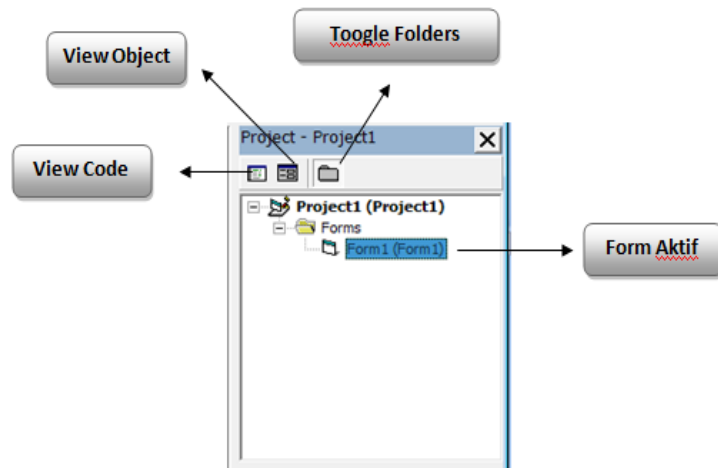 Toogle Folders
View Object
View Code
Project - Project1
Project1 (Project1)
Forms
Form1 (Form1)
Form Aktif